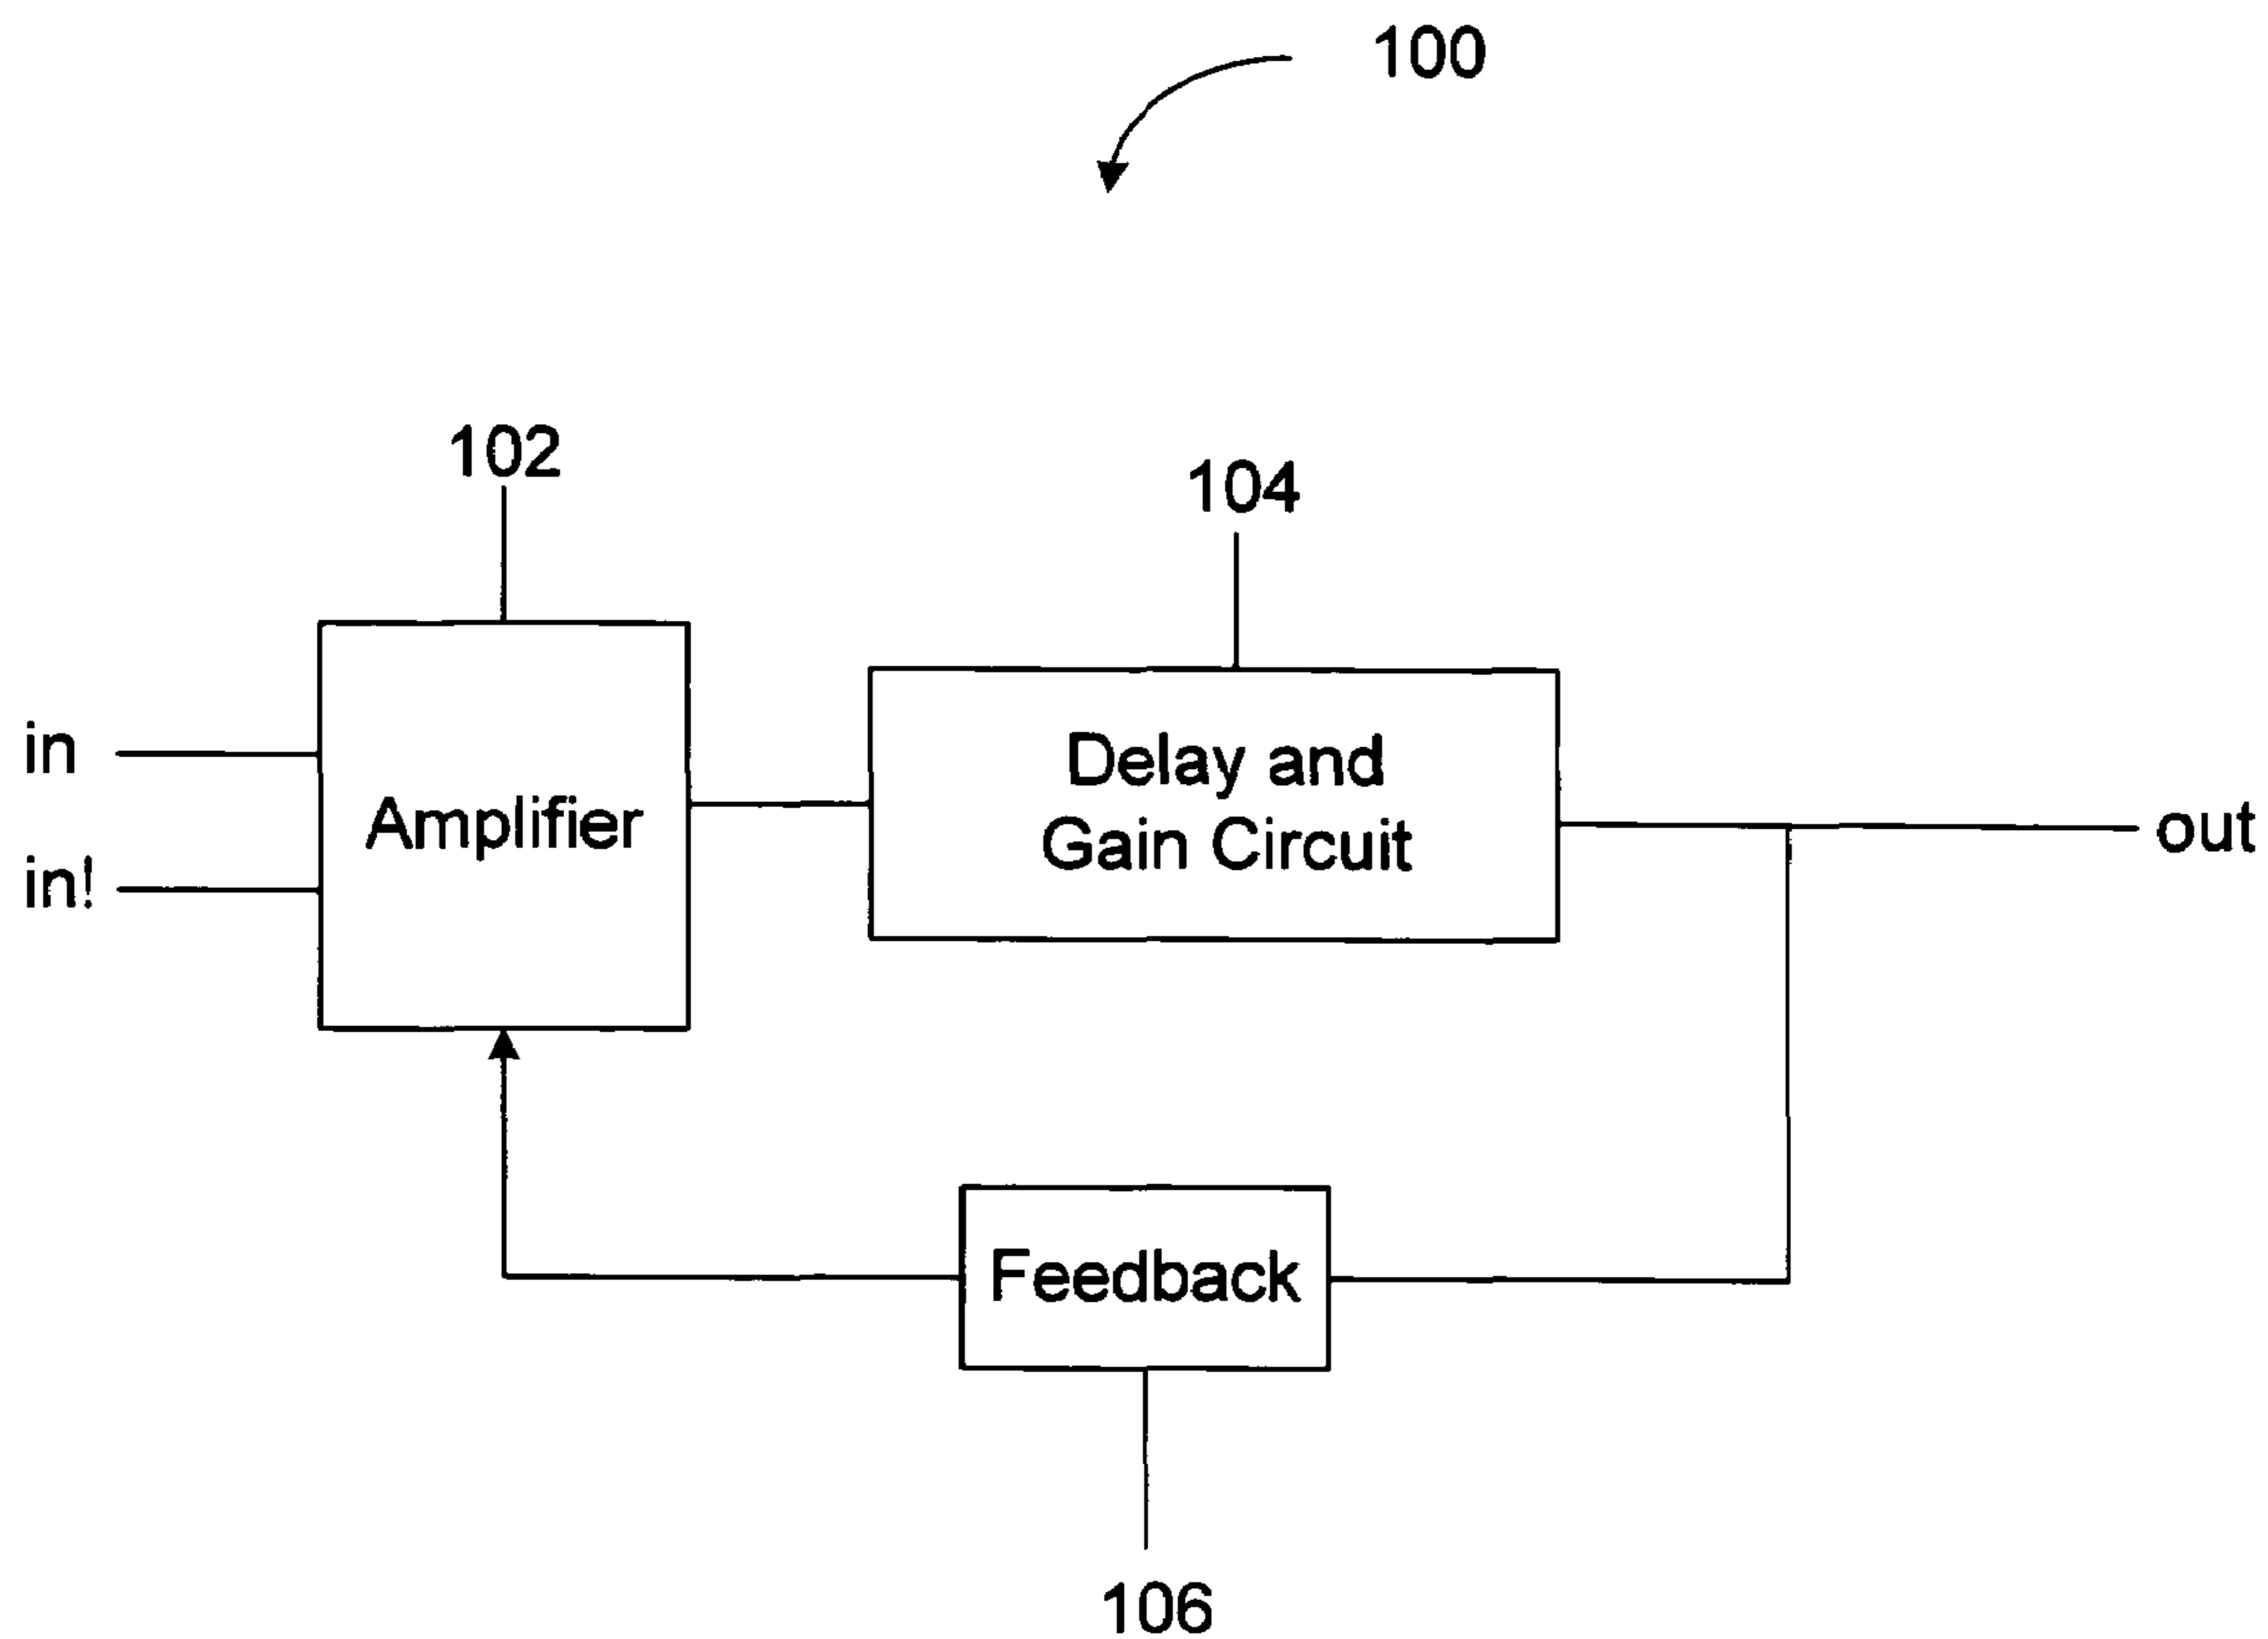 100
102
104
in
Amplifier
in!
Delay and
Gain Circuit
out
Feedback
106